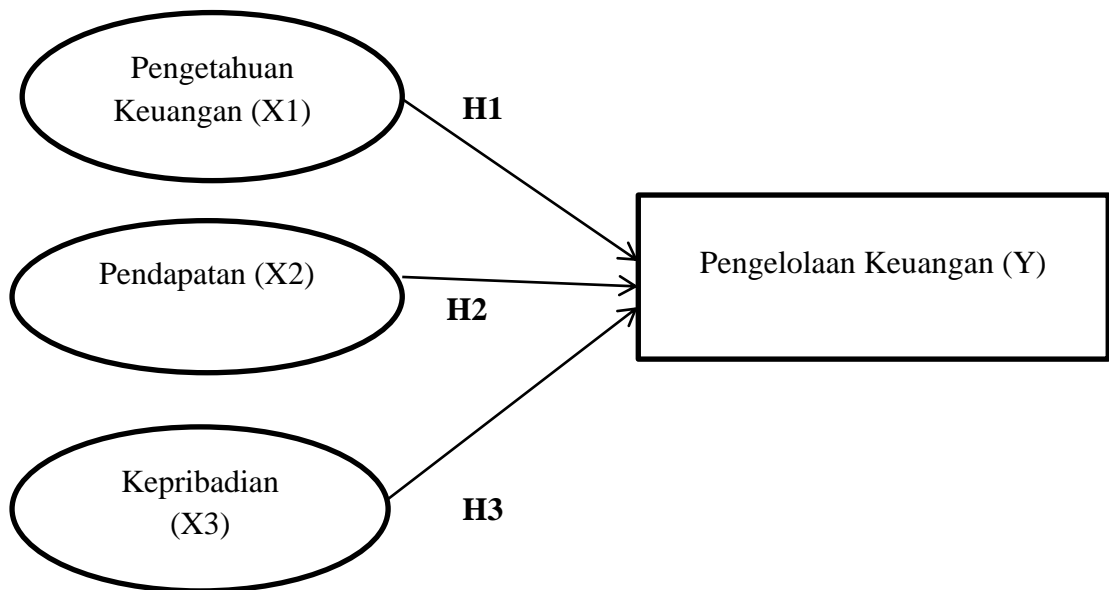 Pengetahuan
Keuangan (X1)
H1
Pendapatan (X2)
H2
Pengelolaan Keuangan (Y)
Kepribadian
(X3)
H3